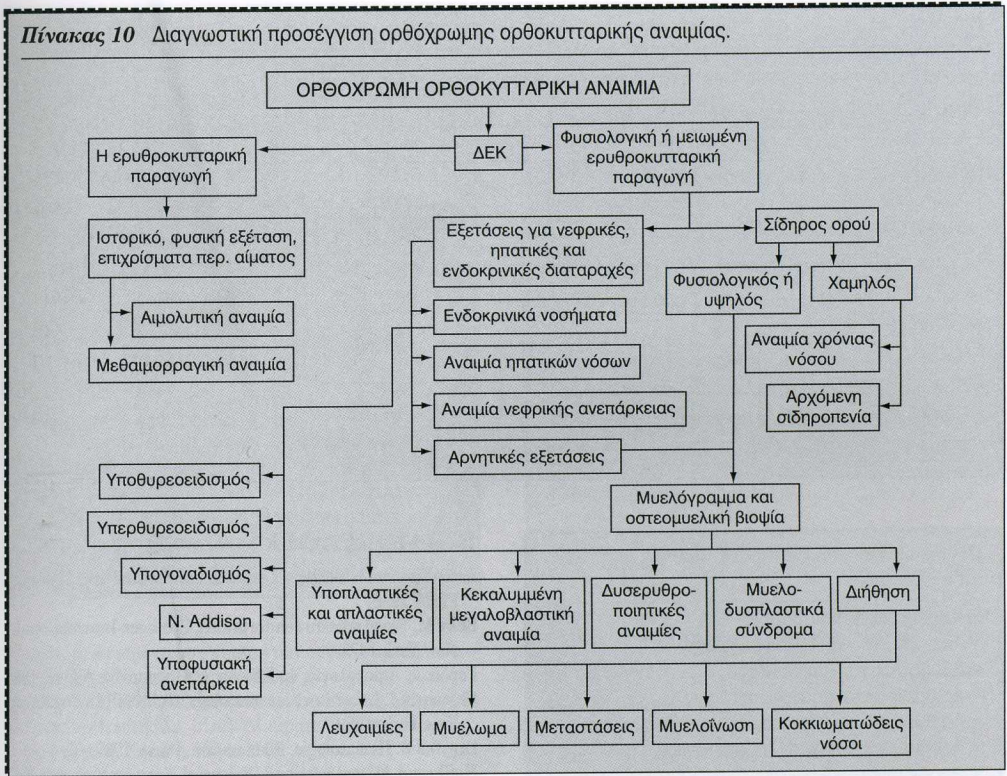 Πίνακας 10 Διαγνωστική προσέγγιση ορθόχρωμης ορθοκυτταρικής αναιμίας.
ΟΡΘΟΧΡΩΜΗ ΟΡΘΟΚΥΤΤΑΡΙΚΗ ΑΝΑΙΜΙΑ
ΔΕΚ
Η ερυθροκυτταρική
παραγωγή
Φυσιολογική ή μειωμένη
ερυθροκυτταρική
παραγωγή
Ιστορικό, φυσική εξέταση,
επιχρίσματα περ. αίματος
Αιμολυτική αναιμία
Μεθαιμορραγική αναιμία
Εξετάσεις για νεφρικές,
ηπατικές και
ενδοκρινικές διαταραχές
Σίδηρος ορού
Φυσιολογικός ή
υψηλός
Χαμηλός
Ενδοκρινικά νοσήματα
Αναιμία ηπατικών νόσων
Αναιμία νεφρικής ανεπάρκειας
Αρνητικές εξετάσεις
Αναιμία χρόνιας
νόσου
Αρχόμενη
σιδηροπενία
Υποθυρεοειδισμός
Υπερθυρεοειδισμός
Υπογοναδισμός
Ν. Addison
Υποφυσιακή
ανεπάρκεια
Μυελόγραμμα και
οστεομυελική βιοψία
Υποπλαστικές
και απλαστικές
αναιμίες
Κεκαλυμμένη
μεγαλοβλαστική
αναιμία
Δυσερυθρο-
ποιητικές
αναιμίες
Μυελο-
δυσπλαστικά
σύνδρομα
Διήθηση
Λευχαιμίες
Μυέλωμα
Μεταστάσεις
Μυελοΐνωση
Κοκκιωματώδεις
νόσοι